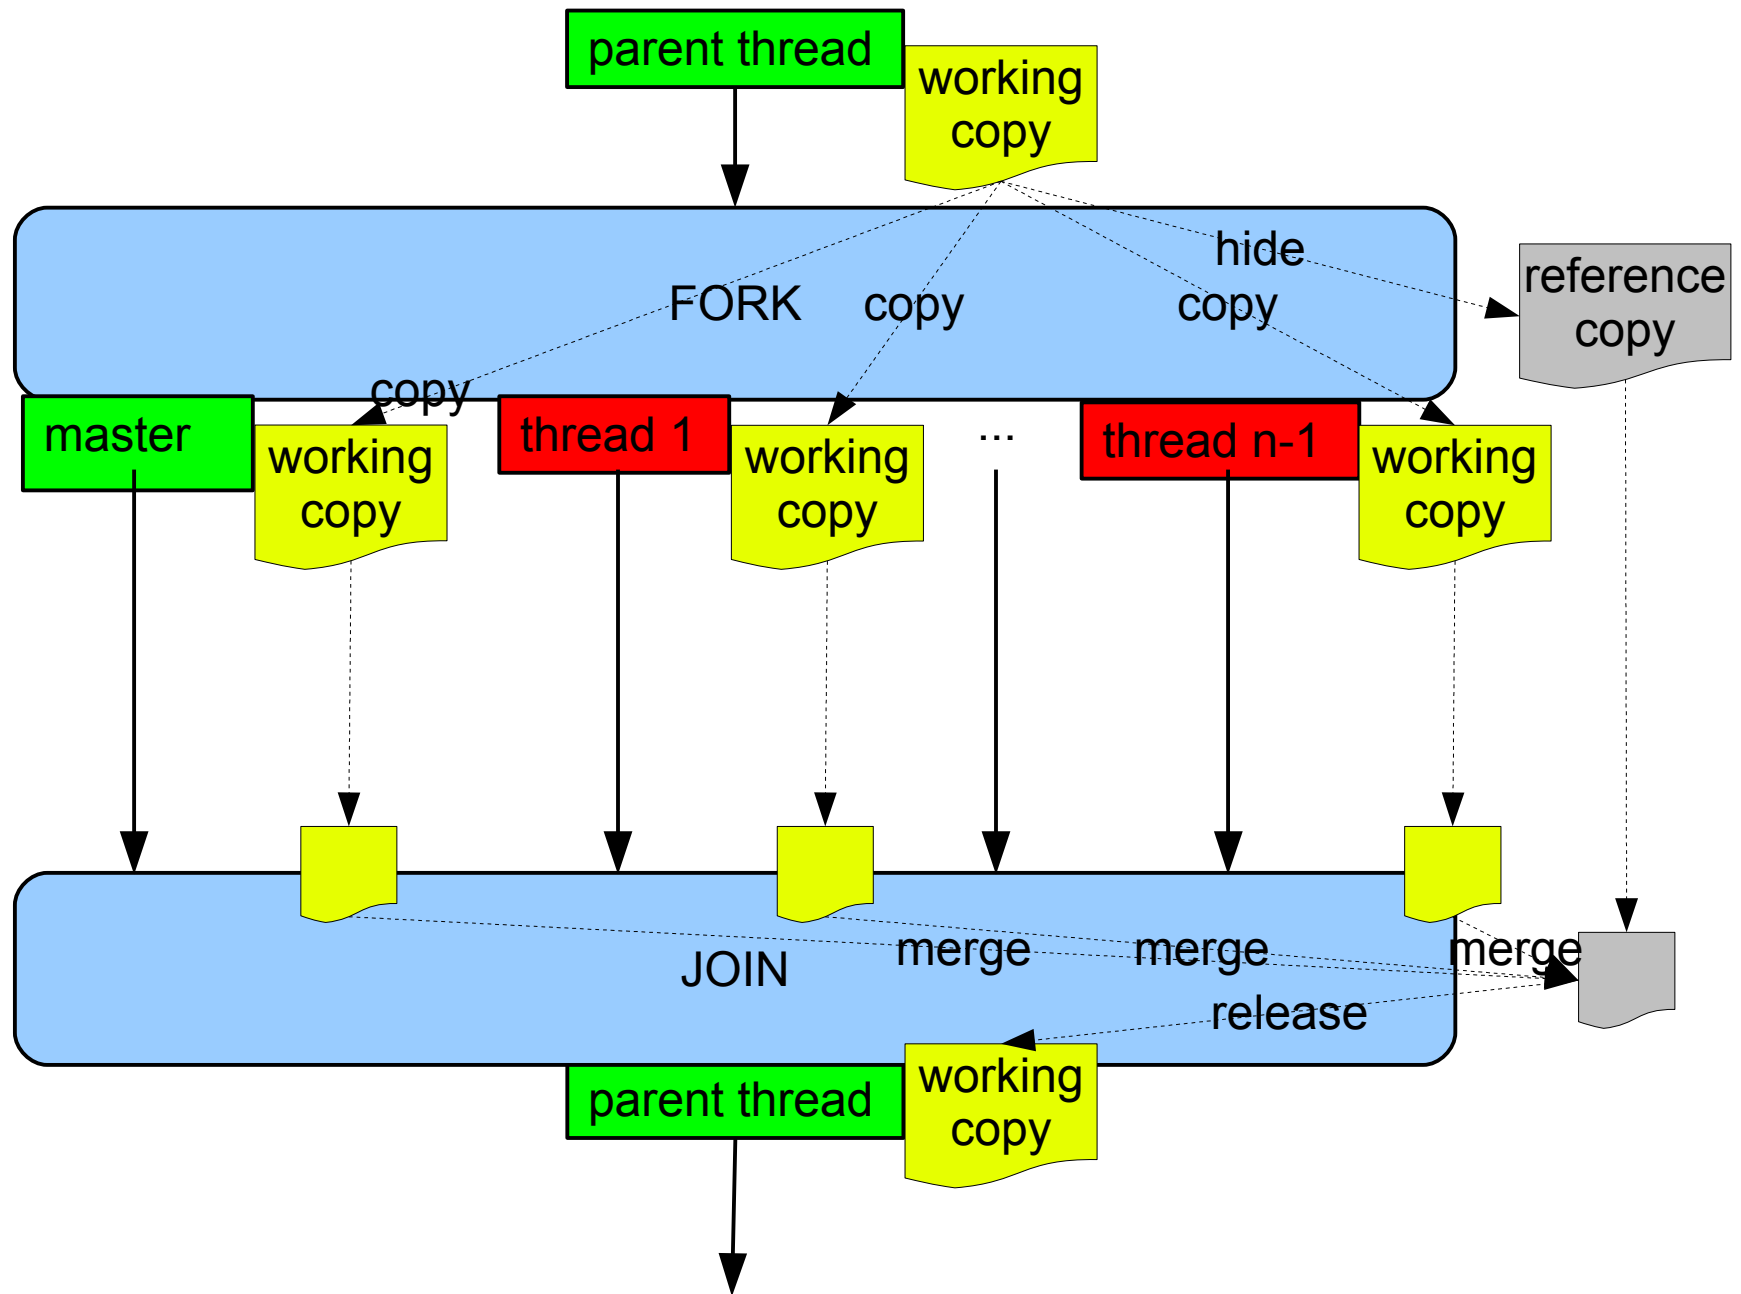 parent thread
working
copy
hide
reference
copy
FORK
copy
copy
copy
master
working
copy
thread 1
working
copy
...
thread n-1
working
copy
merge
merge
merge
JOIN
release
parent thread
working
copy